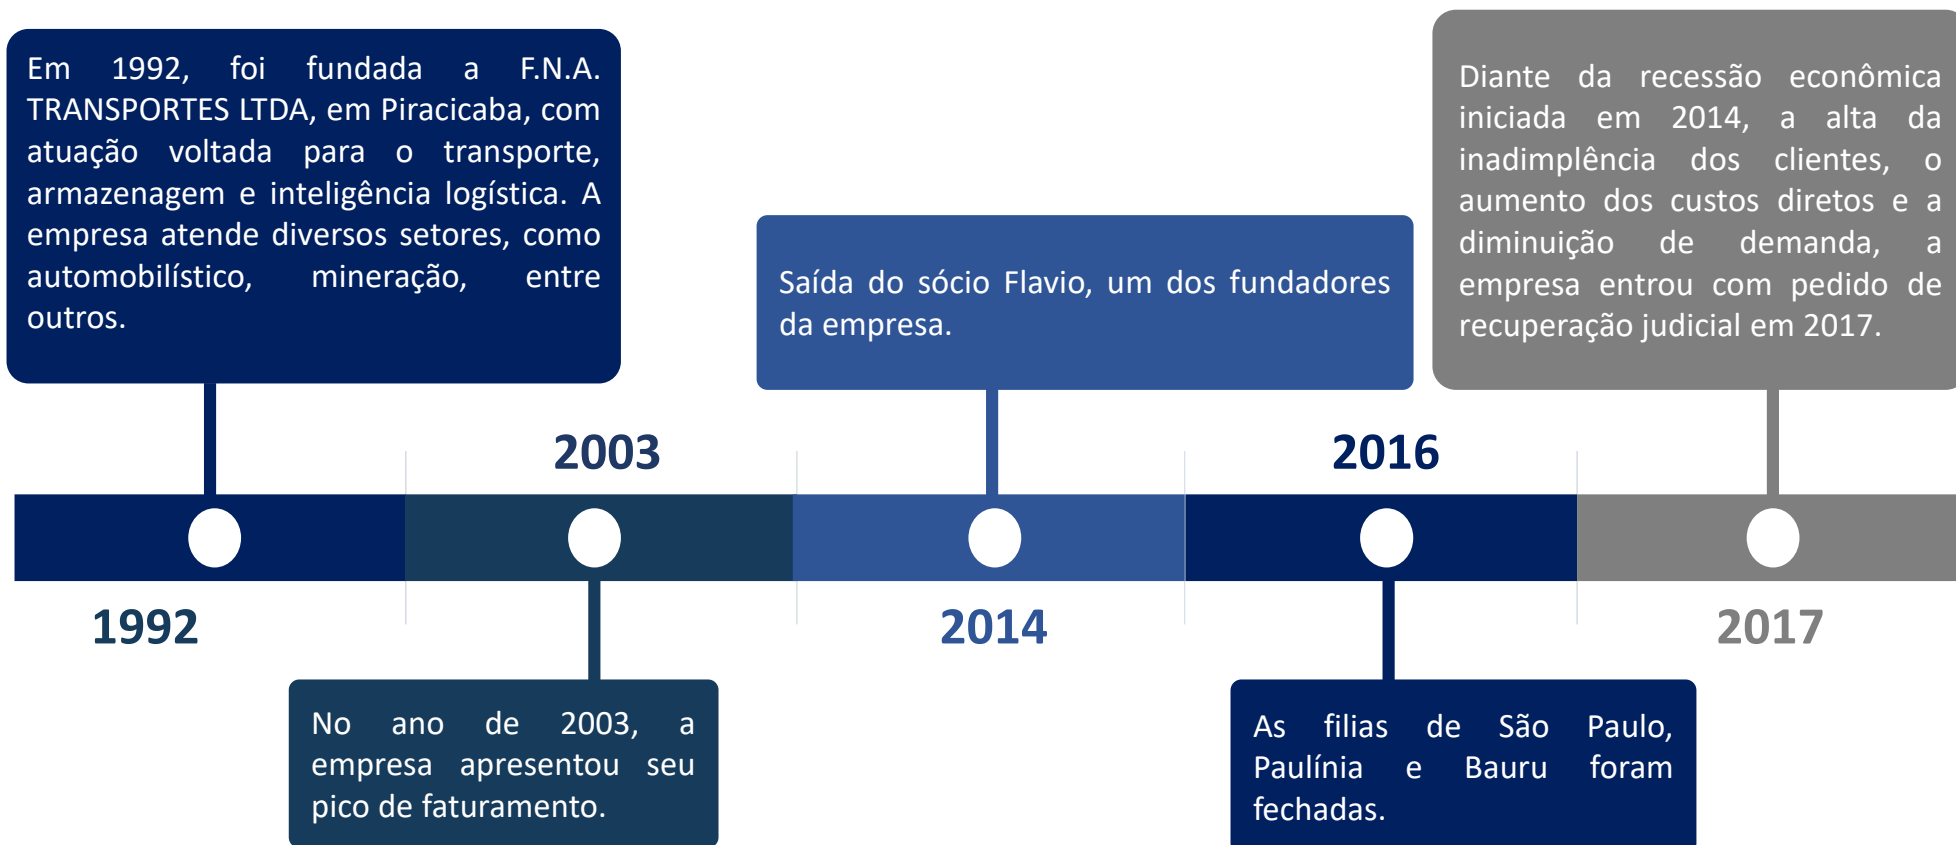 Em 1992, foi fundada a F.N.A.
TRANSPORTES LTDA, em Piracicaba, com
atuação voltada para o transporte,
armazenagem e inteligência logística. A
empresa atende diversos setores, como
automobilístico, mineração, entre
outros.
1992
2003
No ano de 2003, a
empresa apresentou seu
pico de faturamento.
Saída do sócio Flavio, um dos fundadores
da empresa.
2014
2016
As filias de São Paulo,
Paulínia e Bauru foram
fechadas.
Diante da recessão econômica
iniciada em 2014, a alta da
inadimplência dos clientes, o
aumento dos custos diretos e a
diminuição de demanda, a
empresa entrou com pedido de
recuperação judicial em 2017.
2017